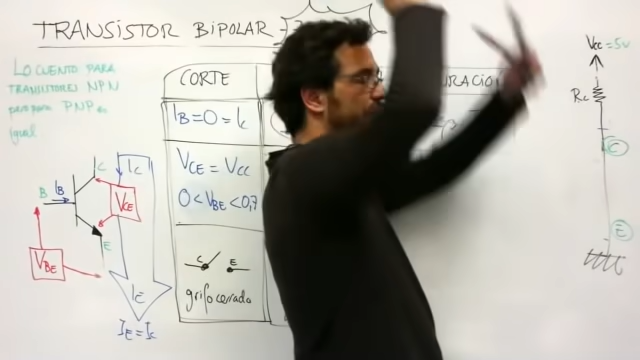 TRANSISTOR BIPOLAR
LO CUENTO PARA
TRANSISTORES NPN
pero para PNP es
igual
CORTE
IB=0=IC
VCE=VCC
0<VBE<0,7
C E
grifo cerrado
B IB C IC
VCE
E
VBE
IE
IE=IC
VCC=5V
RC
C
E